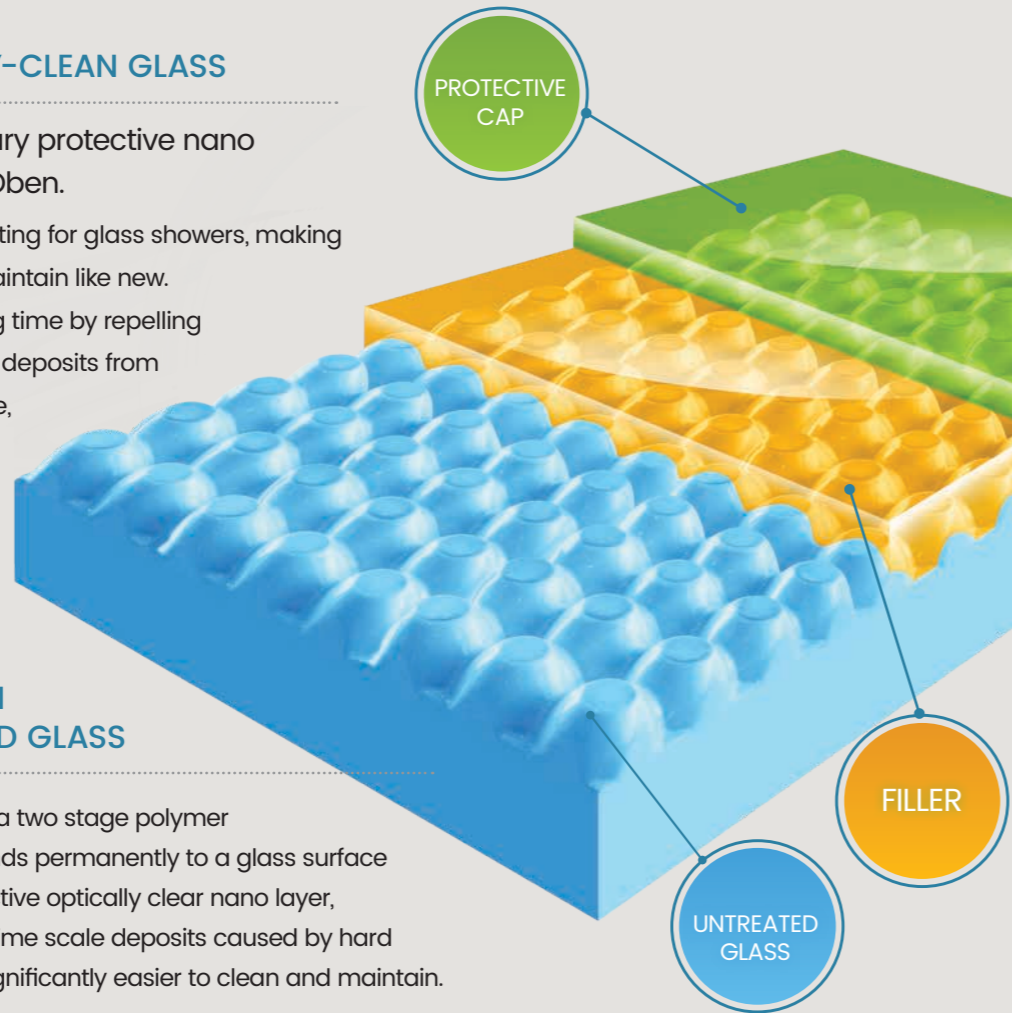 -CLEAN GLASS
ary protective nano
Oben.
ting for glass showers, making
aintain like new.
g time by repelling
deposits from
e,
D GLASS
a two stage polymer
nds permanently to a glass surface
ctive optically clear nano layer,
me scale deposits caused by hard
gnificantly easier to clean and maintain.
PROTECTIVE
CAP
FILLER
UNTREATED
GLASS